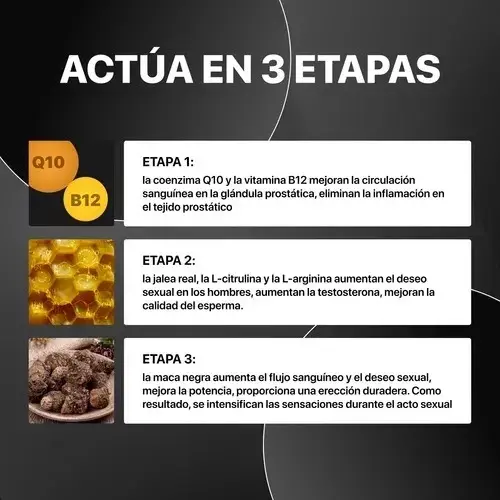 ACTÚA EN 3 ETAPAS
Q10
B12
ETAPA 1:
la coenzima Q10 y la vitamina B12 mejoran la circulación
sanguínea en la glándula prostática, eliminan la inflamación en
el tejido prostático
ETAPA 2:
la jalea real, la L-citrulina y la L-arginina aumentan el deseo
sexual en los hombres, aumentan la testosterona, mejoran la
calidad del esperma.
ETAPA 3:
la maca negra aumenta el flujo sanguíneo y el deseo sexual,
mejora la potencia, proporciona una erección duradera. Como
resultado, se intensifican las sensaciones durante el acto sexual